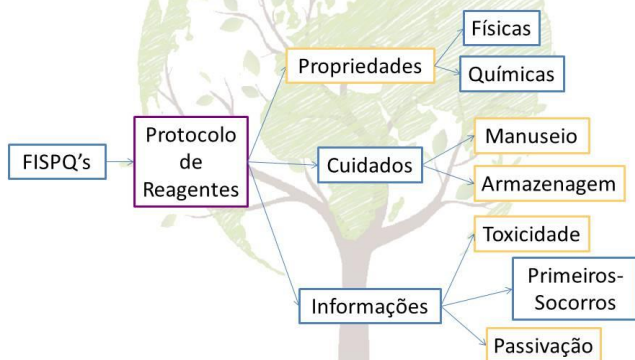 FISPQ's
Protocolo
de
Reagentes
Propriedades
Físicas
Químicas
Cuidados
Manuseio
Armazenagem
Informações
Toxicidade
Primeiros-
Socorros
Passivação